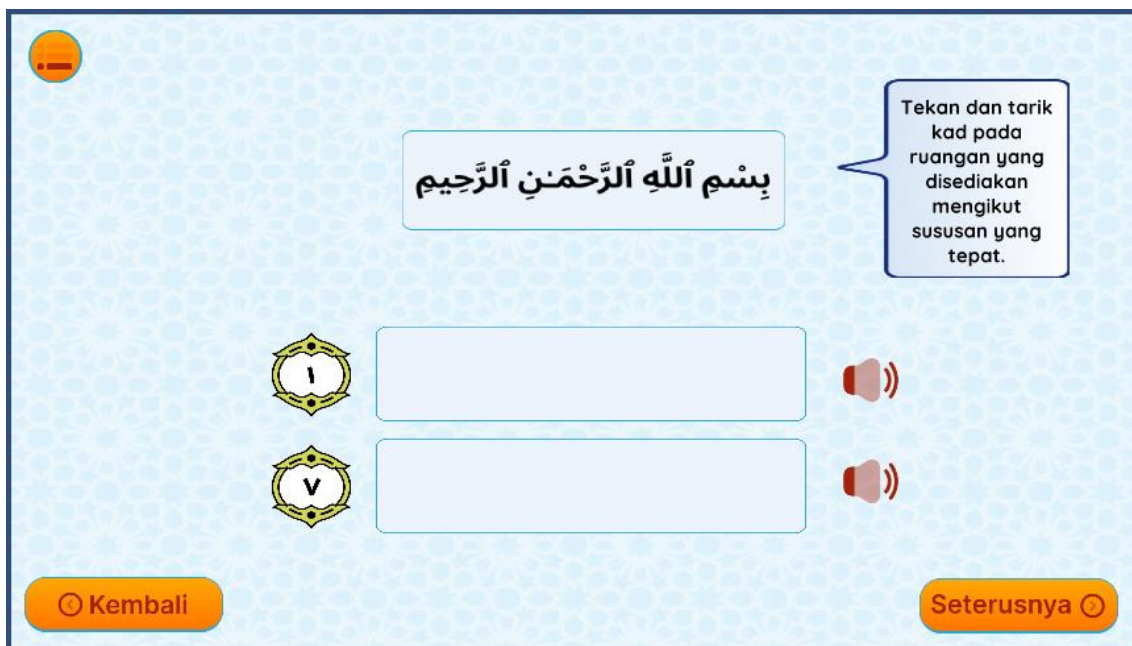 بِسْمِ ٱللَّهِ ٱلرَّحْمَـٰنِ ٱلرَّحِيمِ
Tekan dan tarik
kad pada
ruangan yang
disediakan
mengikut
sususan yang
tepat.
١
٧
Kembali
Seterusnya